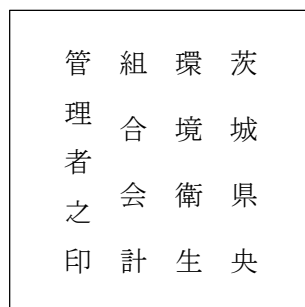 茨城県央
環境衛生
組合会計
管理者之印